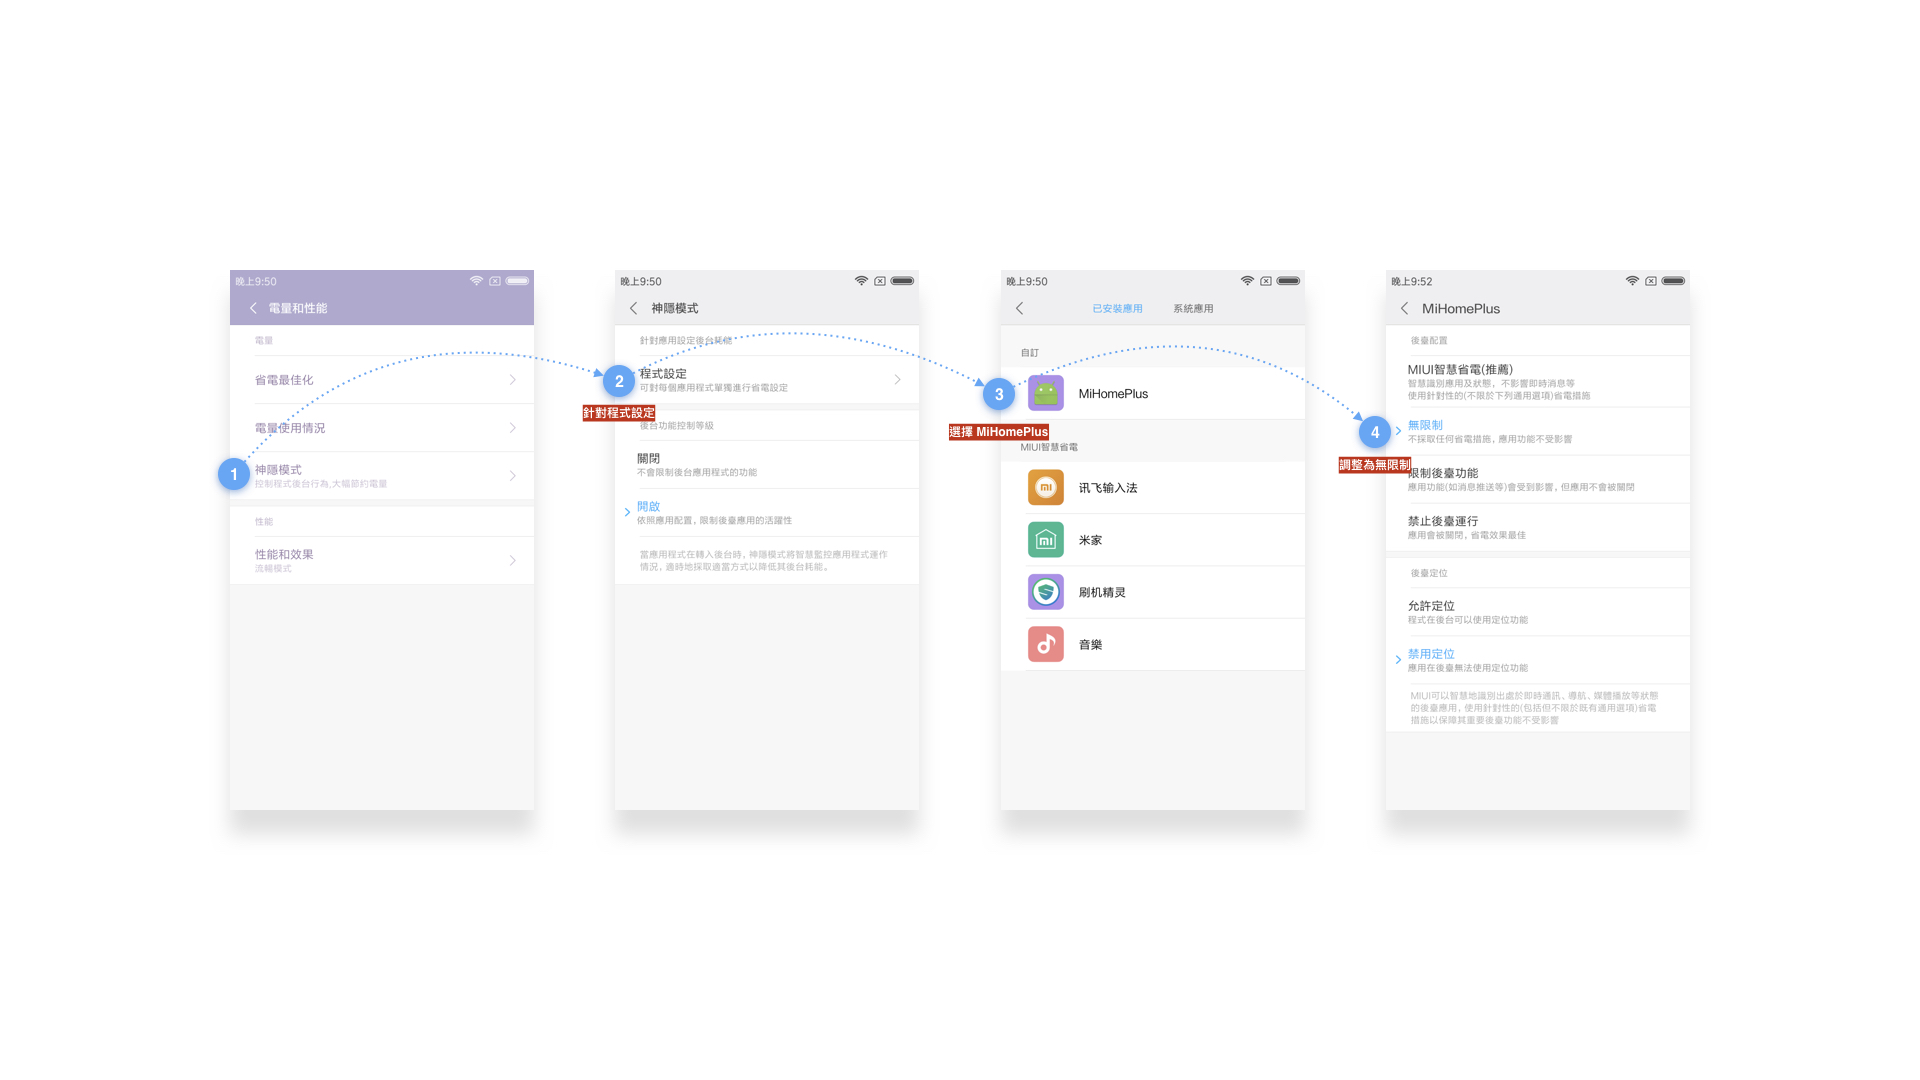 晚上9:50
電量和性能
電量
省電最佳化
電量使用情況
1
神隱模式
控制程式後台行為,大幅節約電量
性能
性能和效果
流暢模式
晚上9:50
神隱模式
針對應用設定後台耗能
2
程式設定
可對每個應用程式單獨進行省電設定
針對程式設定
後台功能控制等級
關閉
不會限制後台應用程式的功能
開啟
依照應用配置，限制後臺應用的活躍性
當應用程式在轉入後台時，神隱模式將智慧監控應用程式運作
情況，適時地採取適當方式以降低其後台耗能。
晚上9:50
已安裝應用
系統應用
自訂
3
MiHomePlus
選擇 MiHomePlus
MIUI智慧省電
讯飞输入法
米家
刷机精灵
音樂
晚上9:52
MiHomePlus
後臺配置
MIUI智慧省電(推薦)
智慧識別應用及狀態，不影響即時消息等
使用針對性的(不限於下列通用選項)省電措施
4
無限制
不採取任何省電措施，應用功能不受影響
調整為無限制
限制後臺功能
應用功能(如消息推送等)會受到影響，但應用不會被關閉
禁止後臺運行
應用會被關閉，省電效果最佳
後臺定位
允許定位
程式在後台可以使用定位功能
禁用定位
應用在後臺無法使用定位功能
MIUI可以智慧地識別出處於即時通訊、導航、媒體播放等狀態
的後臺應用，使用針對性的(包括但不限於既有通用選項)省電
措施以保障其重要後臺功能不受影響